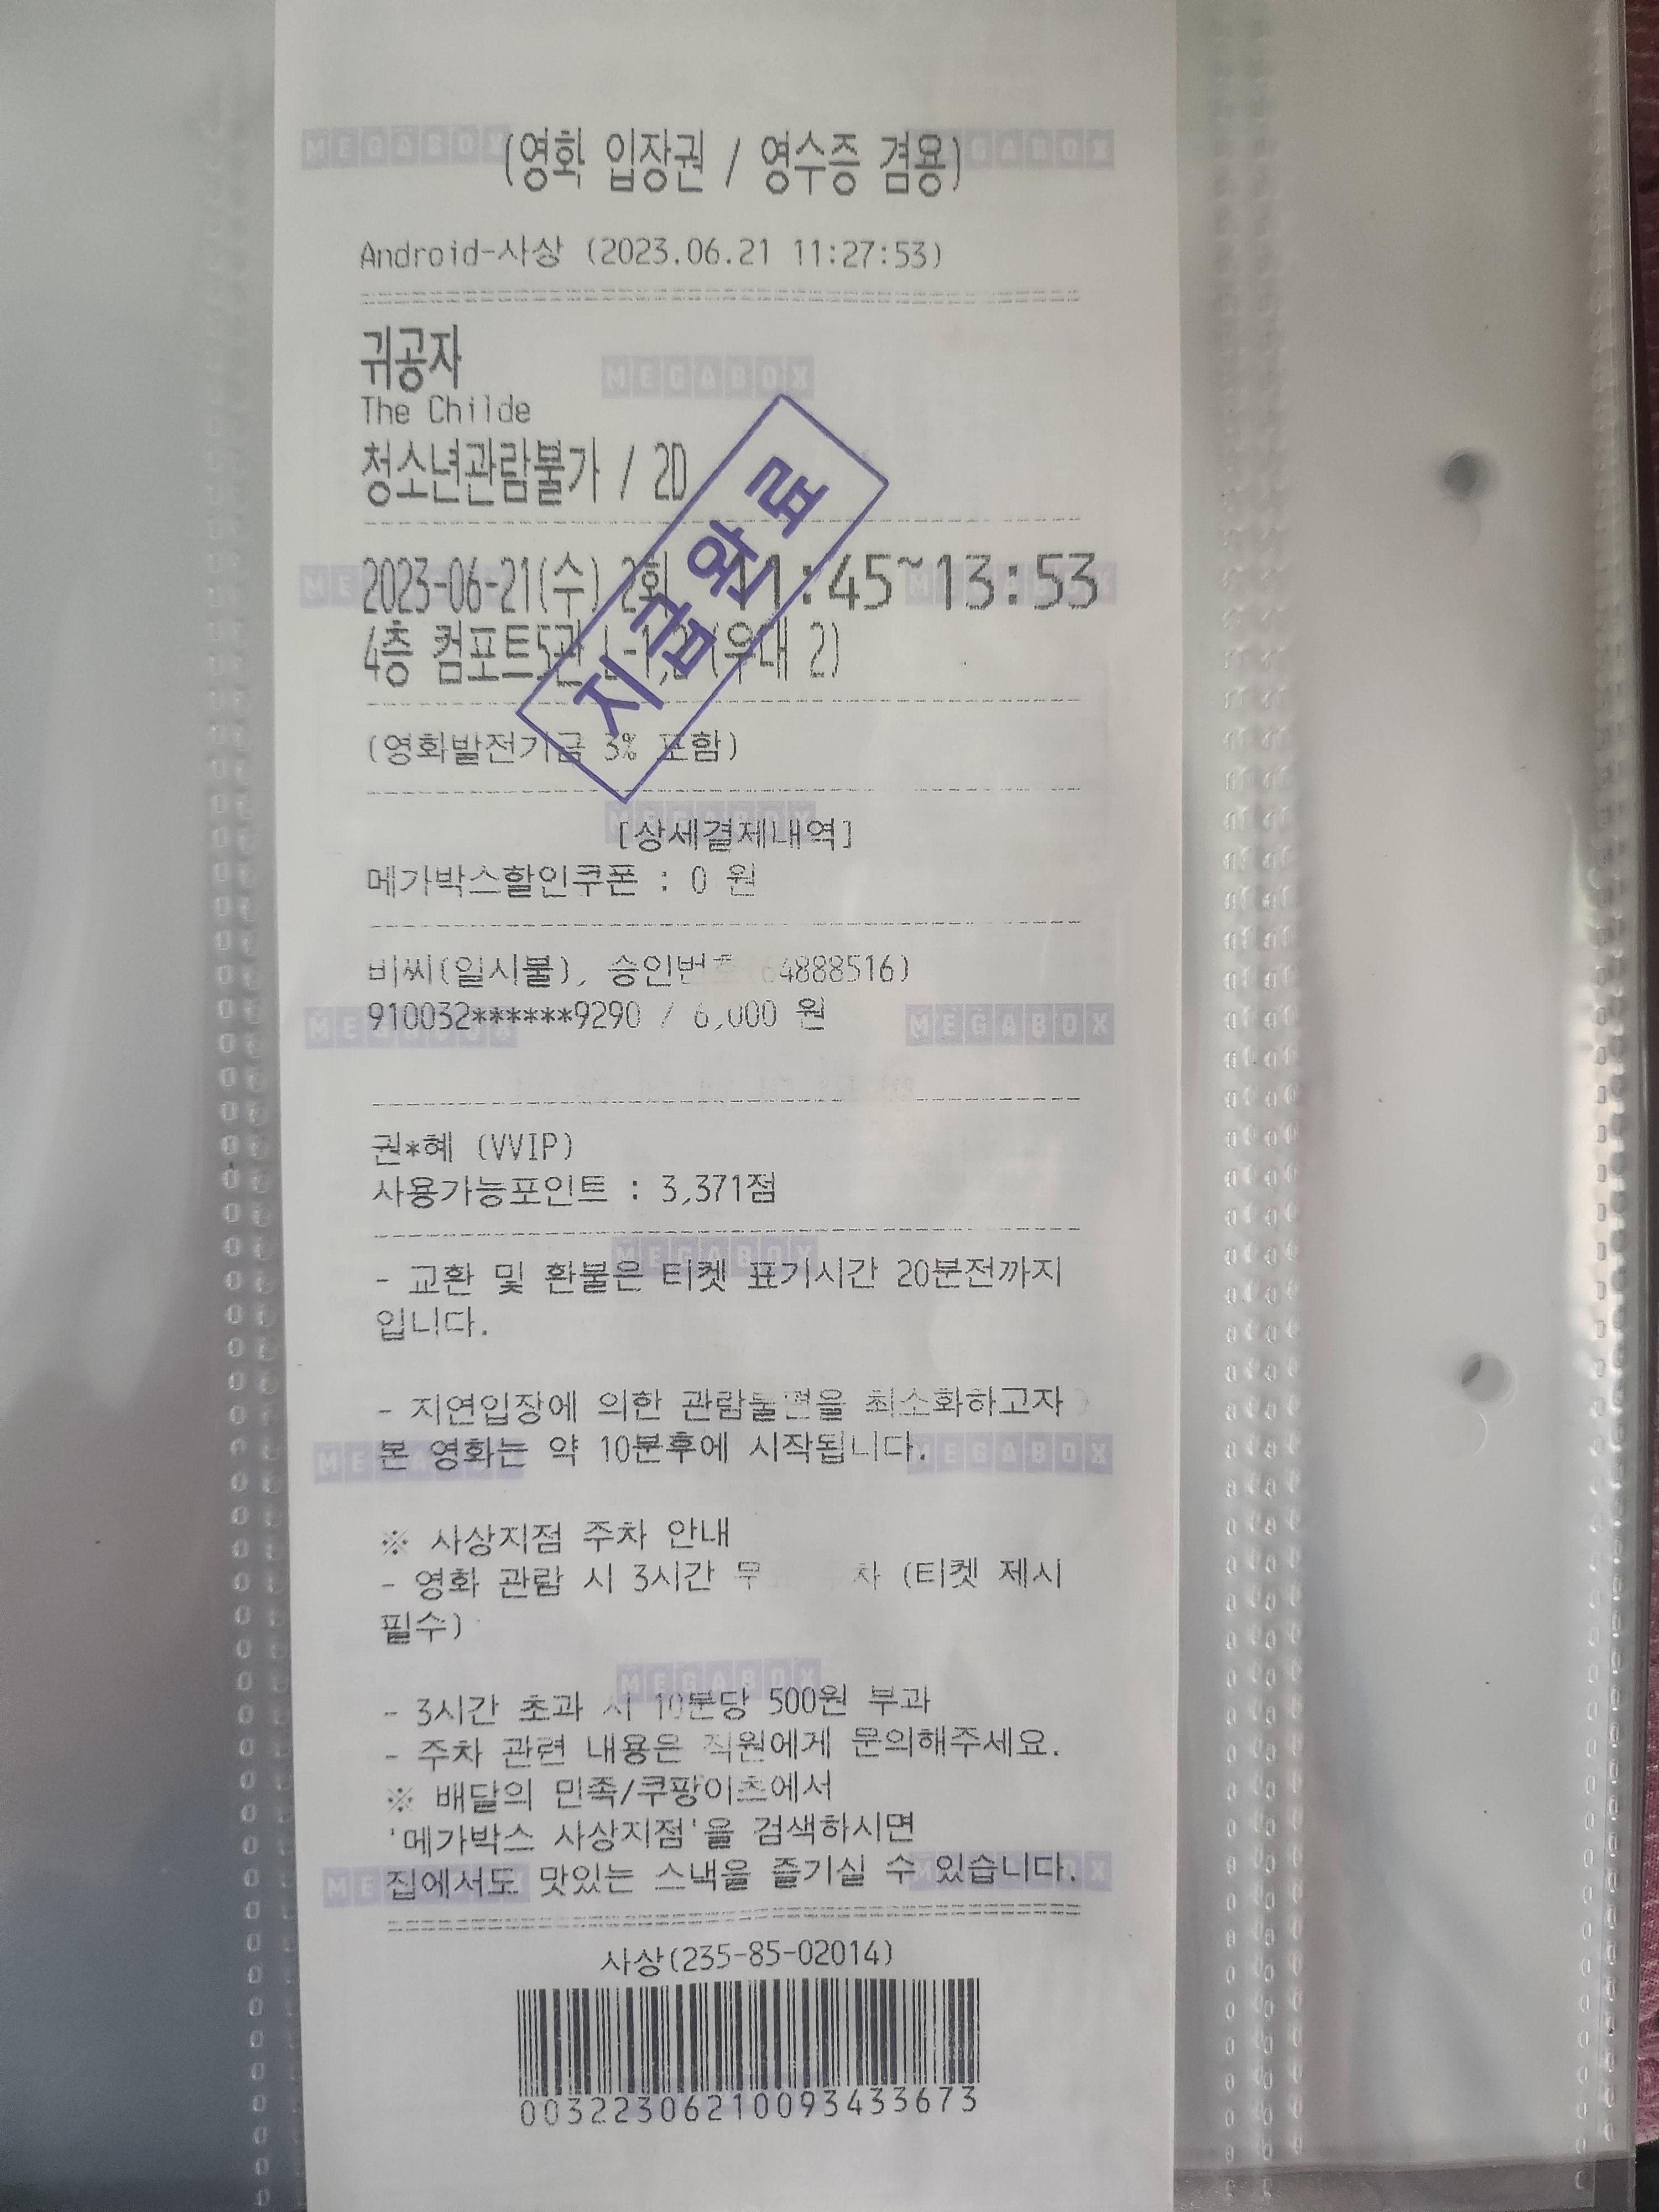 (영화 입장권 / 영수증 겸용)
Android-사상 (2023.06.21 11:27:53)
귀공자
MEGABOX
The Childe
청소년관람불가 / 2D
지급완료
2023-06-21(수) 2회 11:45~13:53
4층 컴포트5관 L-1,2 (우대 2)
(영화발전기금 3% 포함)
[상세결제내역]
메가박스할인쿠폰 : 0 원
비씨(일시불), 승인번호 4888516)
910032******9290 / 6,000 원
MEGABOX
권*혜 (VVIP)
사용가능포인트 : 3,371점
MEGABOX
- 교환 및 환불은 티켓 표기시간 20분전까지
입니다.
- 지연입장에 의한 관람불편을 최소화하고자
본 영화는 약 10분후에 시작됩니다.
MEGABOX
※ 사상지점 주차 안내
- 영화 관람 시 3시간 무료 주차 (티켓 제시
필수)
MEGABOX
- 3시간 초과 시 10분당 500원 부과
- 주차 관련 내용은 직원에게 문의해주세요.
※ 배달의 민족/쿠팡이츠에서
'메가박스 사상지점'을 검색하시면
집에서도 맛있는 스낵을 즐기실 수 있습니다.
사상(235-85-02014)
00322306210093433673